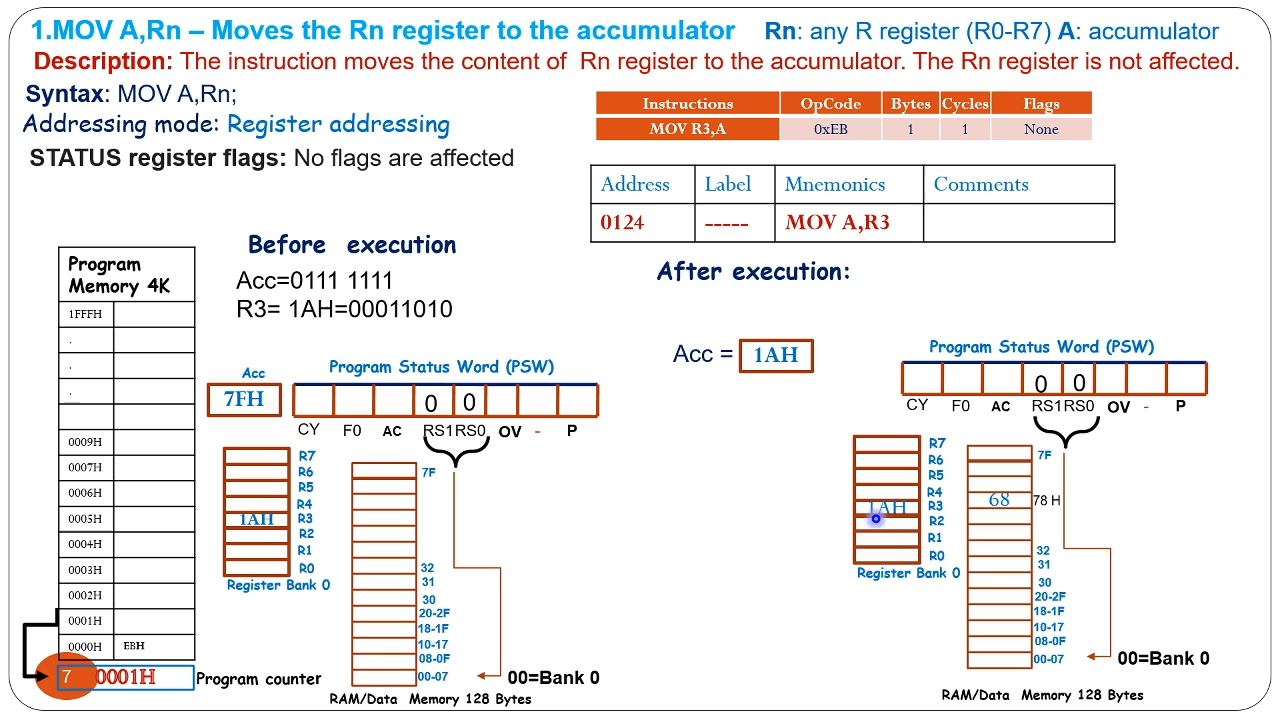 1.MOV A,Rn – Moves the Rn register to the accumulator Rn: any R register (R0-R7) A: accumulator
Description: The instruction moves the content of Rn register to the accumulator. The Rn register is not affected.
Syntax: MOV A,Rn;
Addressing mode: Register addressing
STATUS register flags: No flags are affected
Instructions OpCode Bytes Cycles Flags
MOV R3,A 0xEB 1 1 None
Address Label Mnemonics Comments
0124 ----- MOV A,R3
Before execution
Acc=0111 1111
R3= 1AH=00011010
Program
Memory 4K
1FFFH
.
.
.
0009H
0007H
0006H
0005H
0004H
0003H
0002H
0001H
0000H EBH
7 0001H Program counter
Acc
7FH
Program Status Word (PSW)
0 0
CY F0 AC RS1 RS0 OV - P
R7
R6
R5
R4
1AH R3
R2
R1
R0
Register Bank 0
7F
32
31
30
20-2F
18-1F
10-17
08-0F
00-07
00=Bank 0
RAM/Data Memory 128 Bytes
After execution:
Acc = 1AH
Program Status Word (PSW)
0 0
CY F0 AC RS1 RS0 OV - P
R7
R6
R5
R4
1AH R3
R2
R1
R0
Register Bank 0
7F
68 78 H
32
31
30
20-2F
18-1F
10-17
08-0F
00-07
00=Bank 0
RAM/Data Memory 128 Bytes